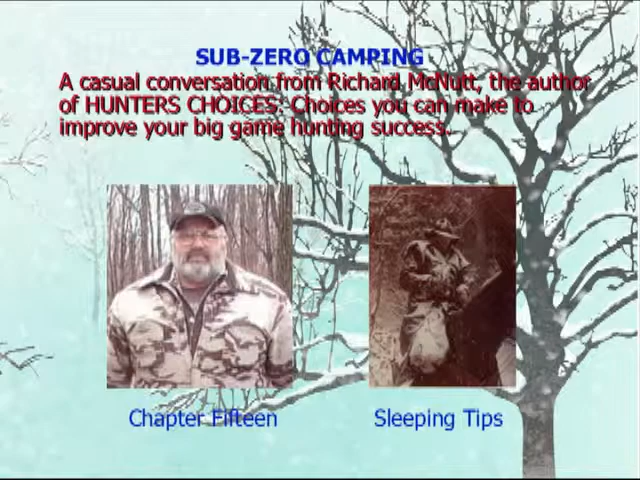 SUB-ZERO CAMPING
A casual conversation from Richard McNutt, the author
of HUNTERS CHOICES. Choices you can make to
improve your big game hunting success.
Chapter Fifteen
Sleeping Tips